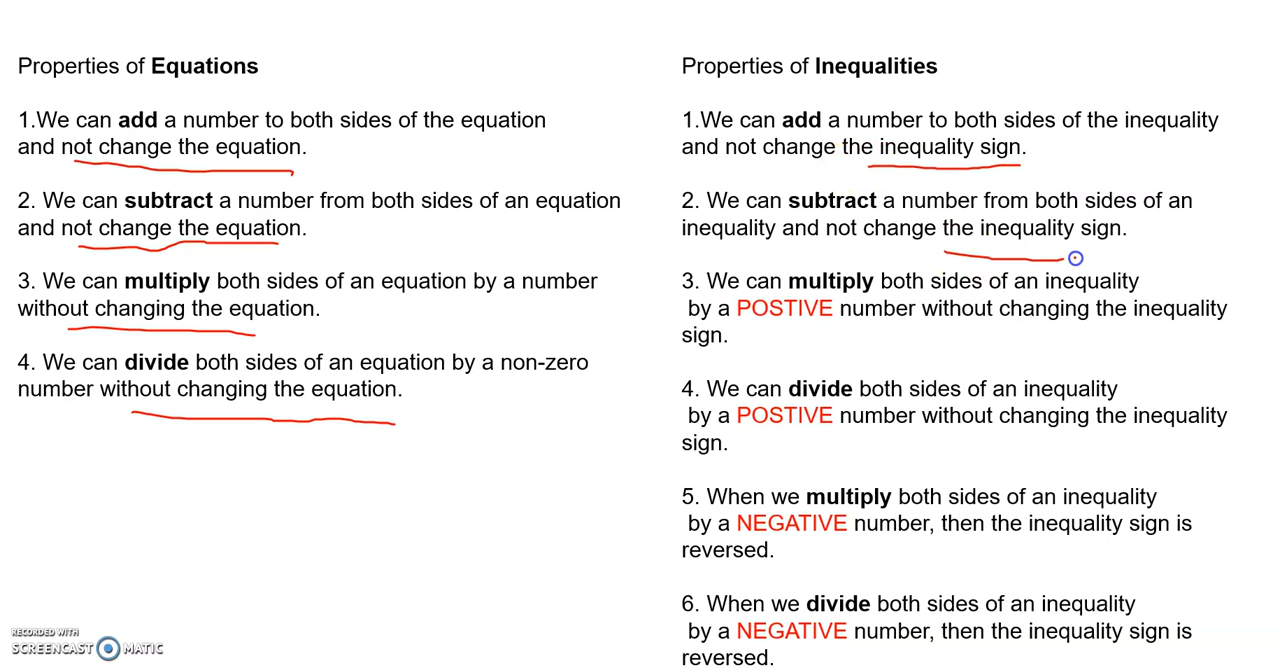 Properties of Equations
1.We can add a number to both sides of the equation
and not change the equation.
2. We can subtract a number from both sides of an equation
and not change the equation.
3. We can multiply both sides of an equation by a number
without changing the equation.
4. We can divide both sides of an equation by a non-zero
number without changing the equation.
Properties of Inequalities
1.We can add a number to both sides of the inequality
and not change the inequality sign.
2. We can subtract a number from both sides of an
inequality and not change the inequality sign.
3. We can multiply both sides of an inequality
by a POSTIVE number without changing the inequality
sign.
4. We can divide both sides of an inequality
by a POSTIVE number without changing the inequality
sign.
5. When we multiply both sides of an inequality
by a NEGATIVE number, then the inequality sign is
reversed.
6. When we divide both sides of an inequality
by a NEGATIVE number, then the inequality sign is
reversed.
RECORDED WITH
SCREENCAST MATIC